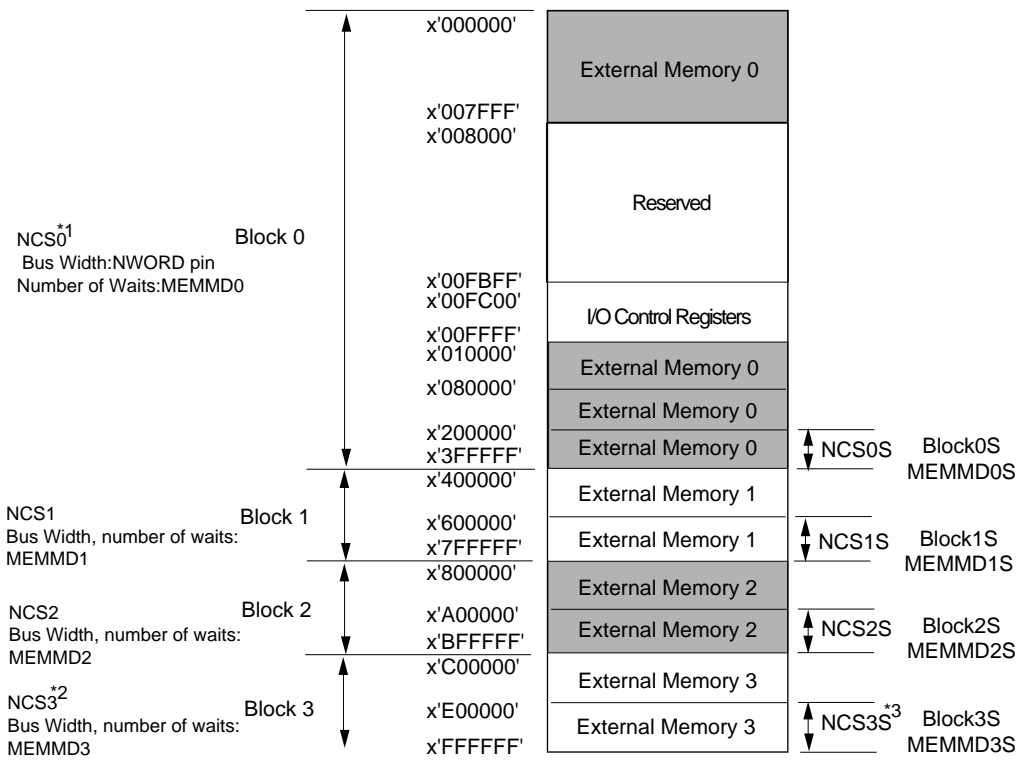 x'000000'
External Memory 0
x'007FFF'
x'008000'
Reserved
NCS0*1
Block 0
Bus Width:NWORD pin
Number of Waits:MEMMD0
x'00FBFF'
x'00FC00'
I/O Control Registers
x'00FFFF'
x'010000'
External Memory 0
x'080000'
External Memory 0
x'200000'
External Memory 0
NCS0S
Block0S
MEMMD0S
x'3FFFFF'
x'400000'
External Memory 1
NCS1
Block 1
Bus Width, number of waits:
MEMMD1
x'600000'
External Memory 1
NCS1S
Block1S
MEMMD1S
x'7FFFFF'
x'800000'
External Memory 2
NCS2
Block 2
Bus Width, number of waits:
MEMMD2
x'A00000'
External Memory 2
NCS2S
Block2S
MEMMD2S
x'BFFFFF'
x'C00000'
External Memory 3
NCS3*2
Block 3
Bus Width, number of waits:
MEMMD3
x'E00000'
External Memory 3
NCS3S*3
Block3S
MEMMD3S
x'FFFFFF'